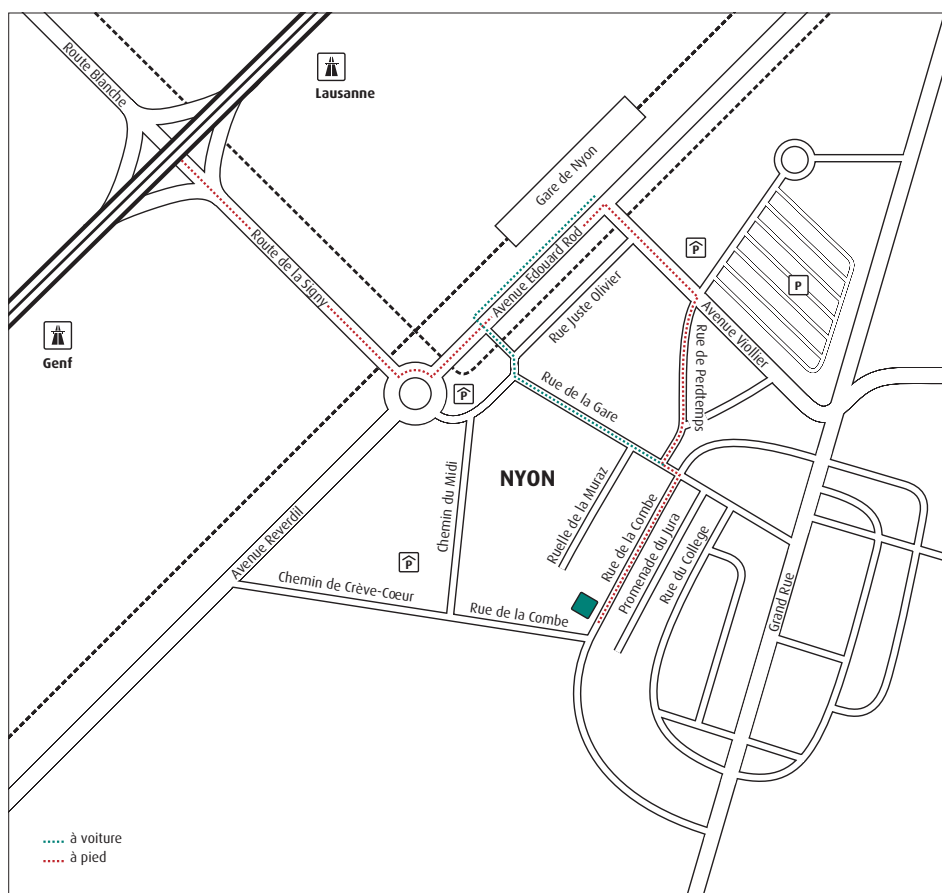 Route Blanche
Lausanne
Gare de Nyon
Route de la Signy
Avenue Edouard Rod
P
P
Genf
Rue Juste Olivier
Avenue Viollier
Rue de Perdtemps
P
Rue de la Gare
NYON
Chemin du Midi
Ruelle de la Muraz
Rue de la Combe
Promenade du Jura
Rue du College
Avenue Reverdil
P
Chemin de Crève-Cœur
Rue de la Combe
Grand Rue
à voiture
à pied